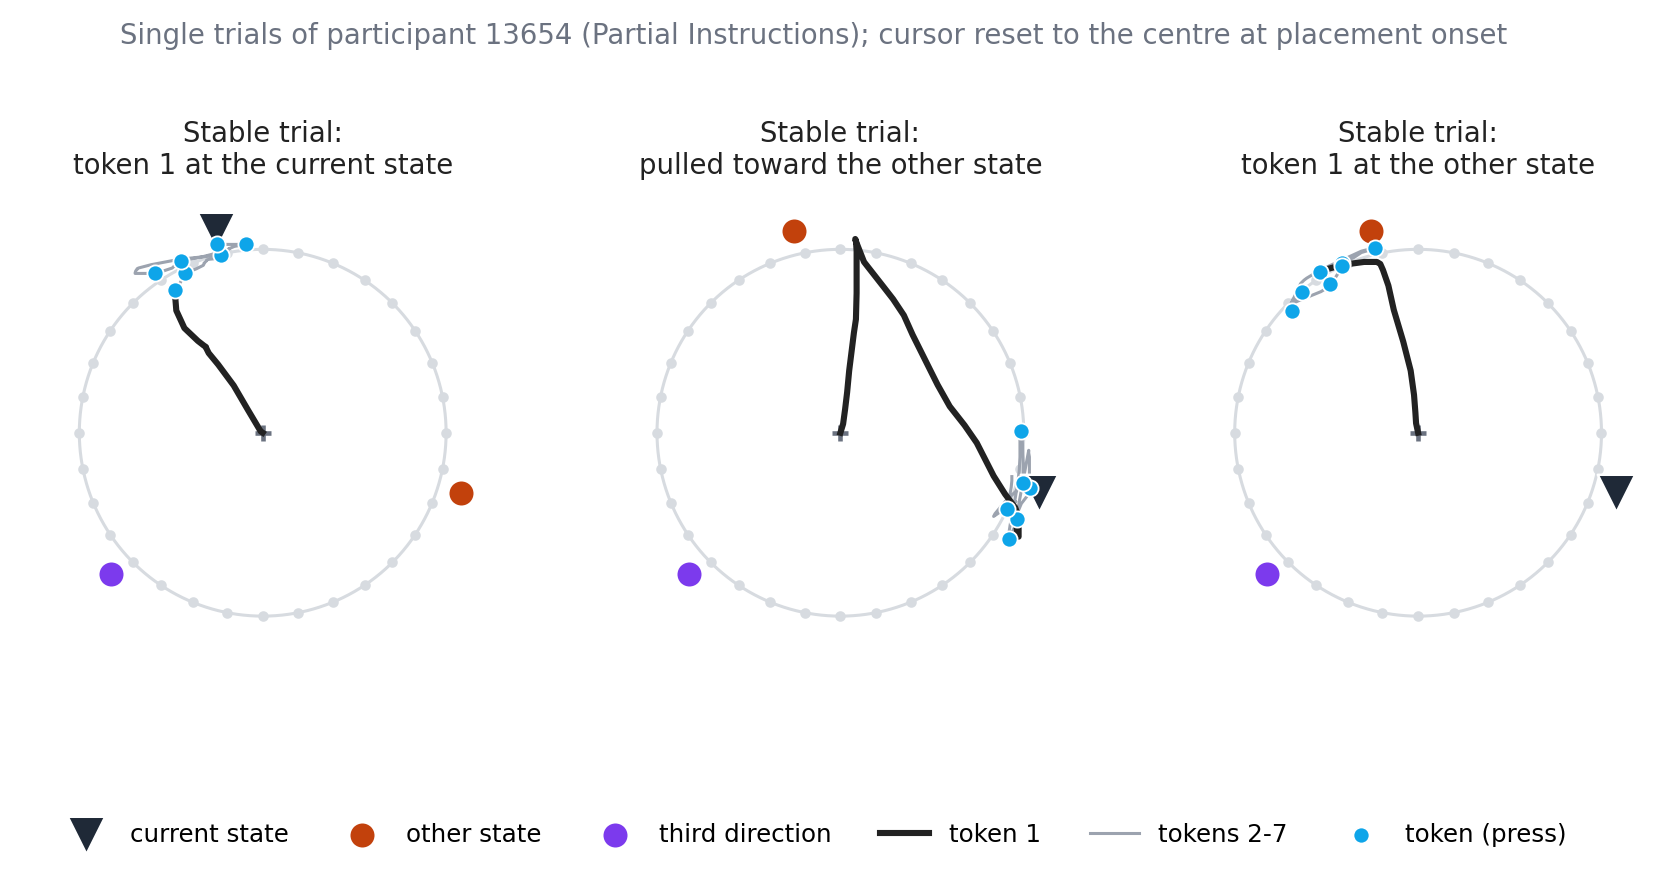 Single trials of participant 13654 (Partial Instructions); cursor reset to the centre at placement onset
Stable trial:
token 1 at the current state
Stable trial:
pulled toward the other state
Stable trial:
token 1 at the other state
current state
other state
third direction
token 1
tokens 2-7
token (press)